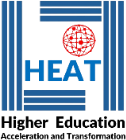 HEAT
Higher Education
Acceleration and Transformation